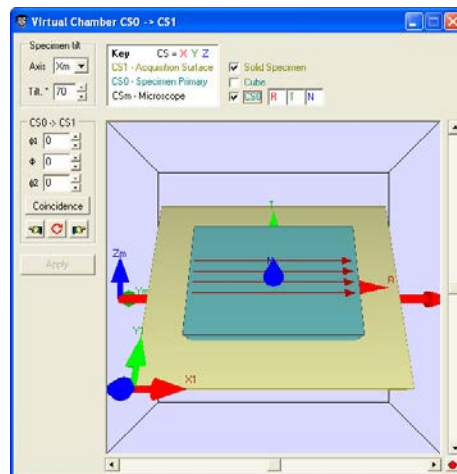 Virtual Chamber CS0 -> CS1
Specimen tilt
Axis Xm
Tilt, ° 70
Key CS = X Y Z
CS1 - Acquisition Surface
CS0 - Specimen Primary
CSm - Microscope
Solid Specimen
Cube
CS0 R T N
CS0 -> CS1
φ1 0
Φ 0
φ2 0
Coincidence
Apply
T
N
R
Zm
Ym
Y1
X1